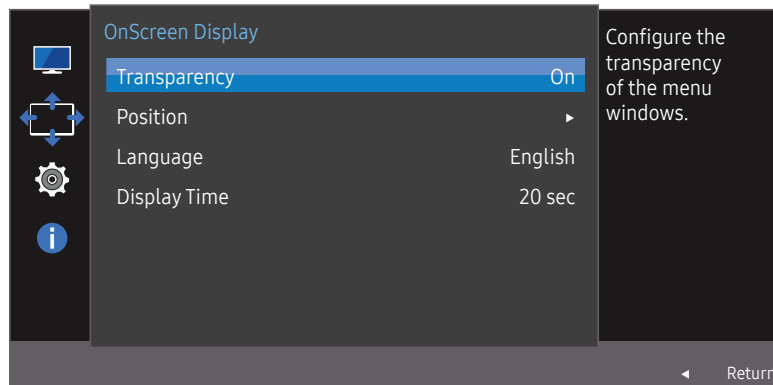 OnScreen Display
Transparency On
Position ▸
Language English
Display Time 20 sec
Configure the
transparency
of the menu
windows.
i
◂ Return